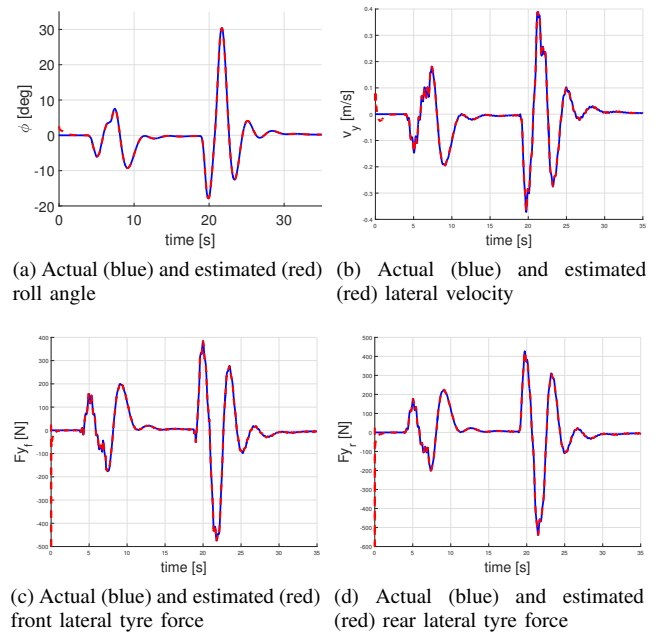 30
20
10
0
-10
-20
ϕ [deg]
0 10 20 30
time [s]
0.4
0.3
0.2
0.1
0
-0.1
-0.2
-0.3
-0.4
v_y [m/s]
0 5 10 15 20 25 30 35
time [s]
(a) Actual (blue) and estimated (red)
roll angle
(b) Actual (blue) and estimated
(red) lateral velocity
400
300
200
100
0
-100
-200
-300
-400
-500
Fy_f [N]
0 5 10 15 20 25 30 35
time [s]
500
400
300
200
100
0
-100
-200
-300
-400
-500
-600
Fy_r [N]
0 5 10 15 20 25 30 35
time [s]
(c) Actual (blue) and estimated (red)
front lateral tyre force
(d) Actual (blue) and estimated
(red) rear lateral tyre force